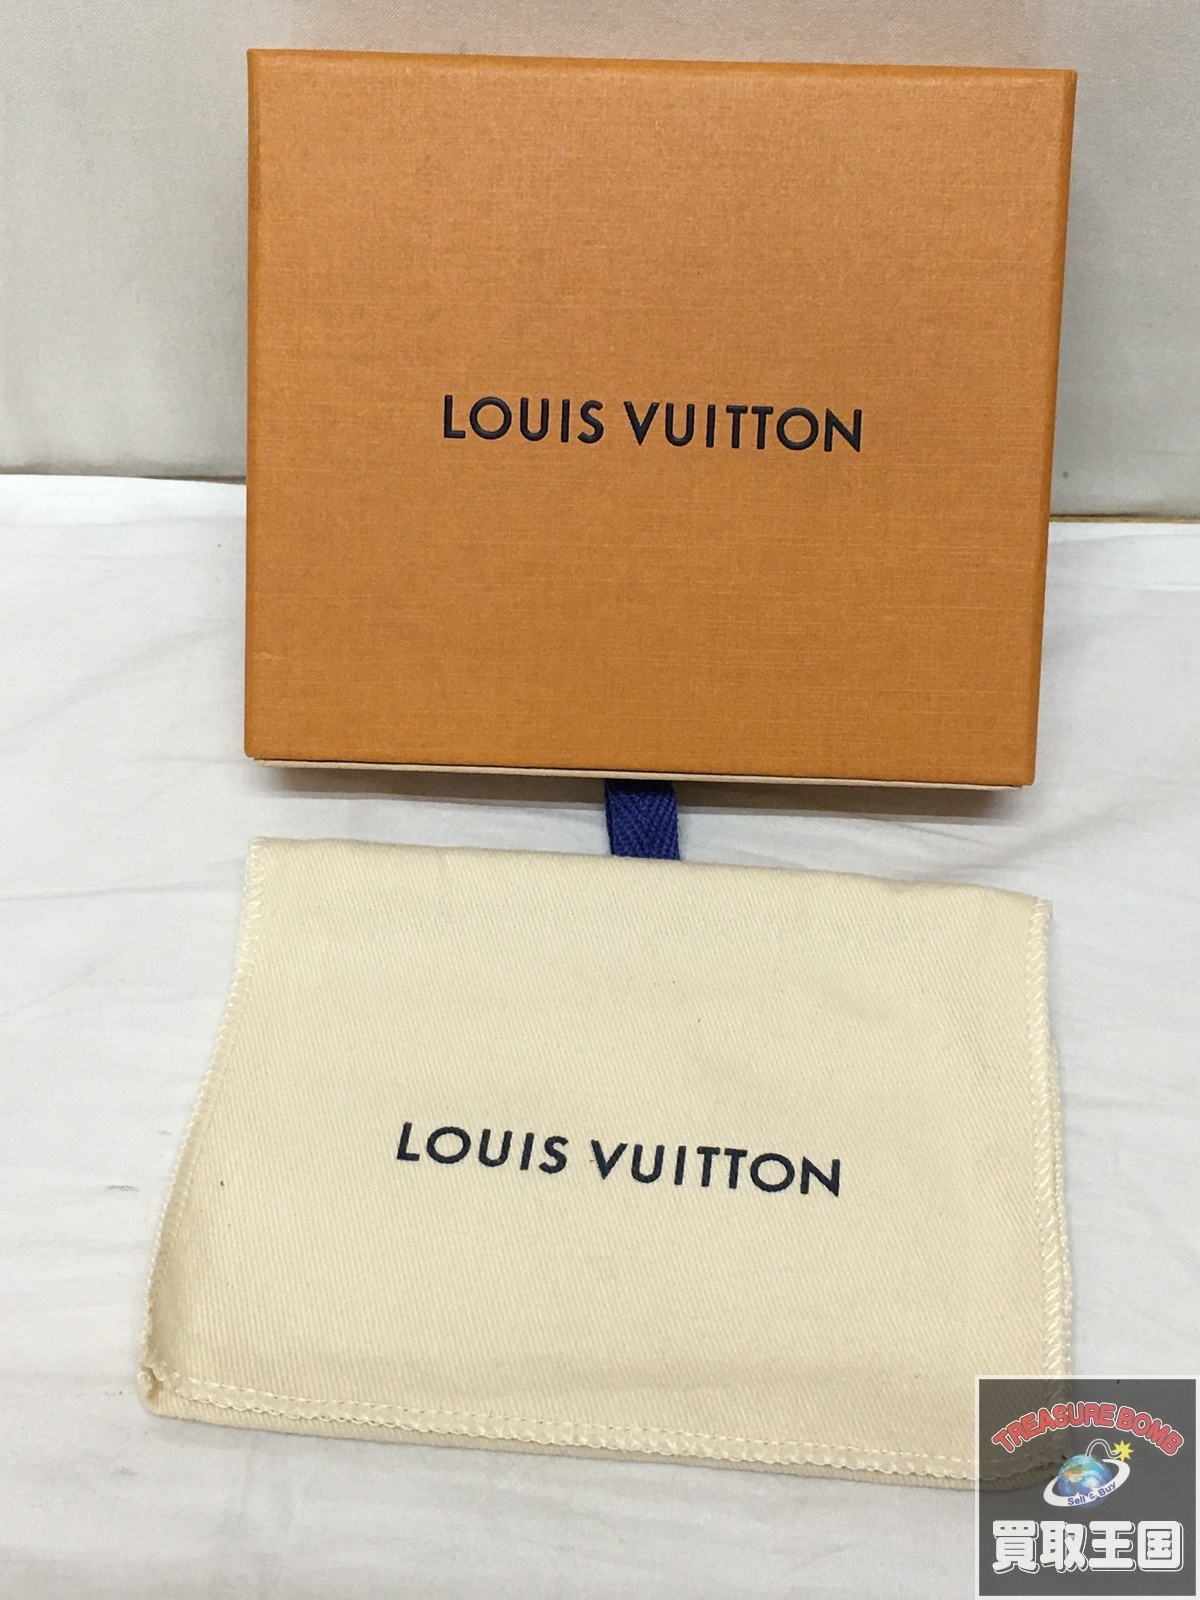 LOUIS VUITTON
LOUIS VUITTON
TREASURE BOMB
Sell & Buy
買取王国